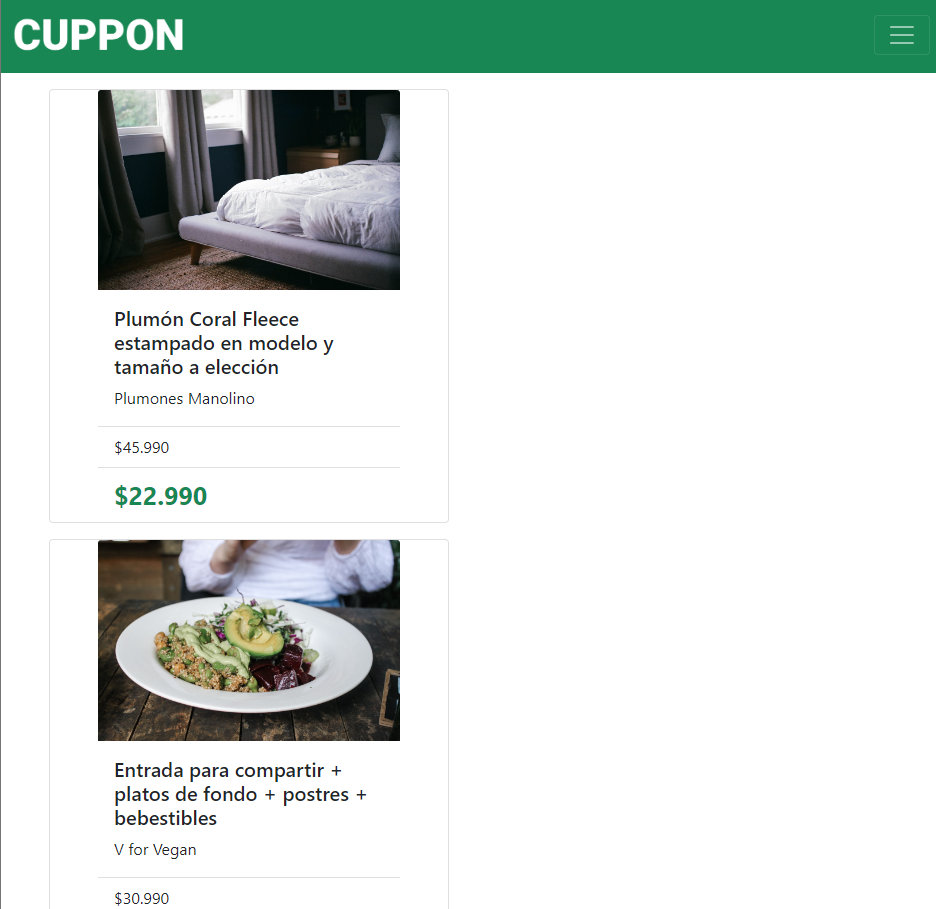 CUPPON
Plumón Coral Fleece
estampado en modelo y
tamaño a elección
Plumones Manolino
$45.990
$22.990
Entrada para compartir +
platos de fondo + postres +
bebestibles
V for Vegan
$30.990